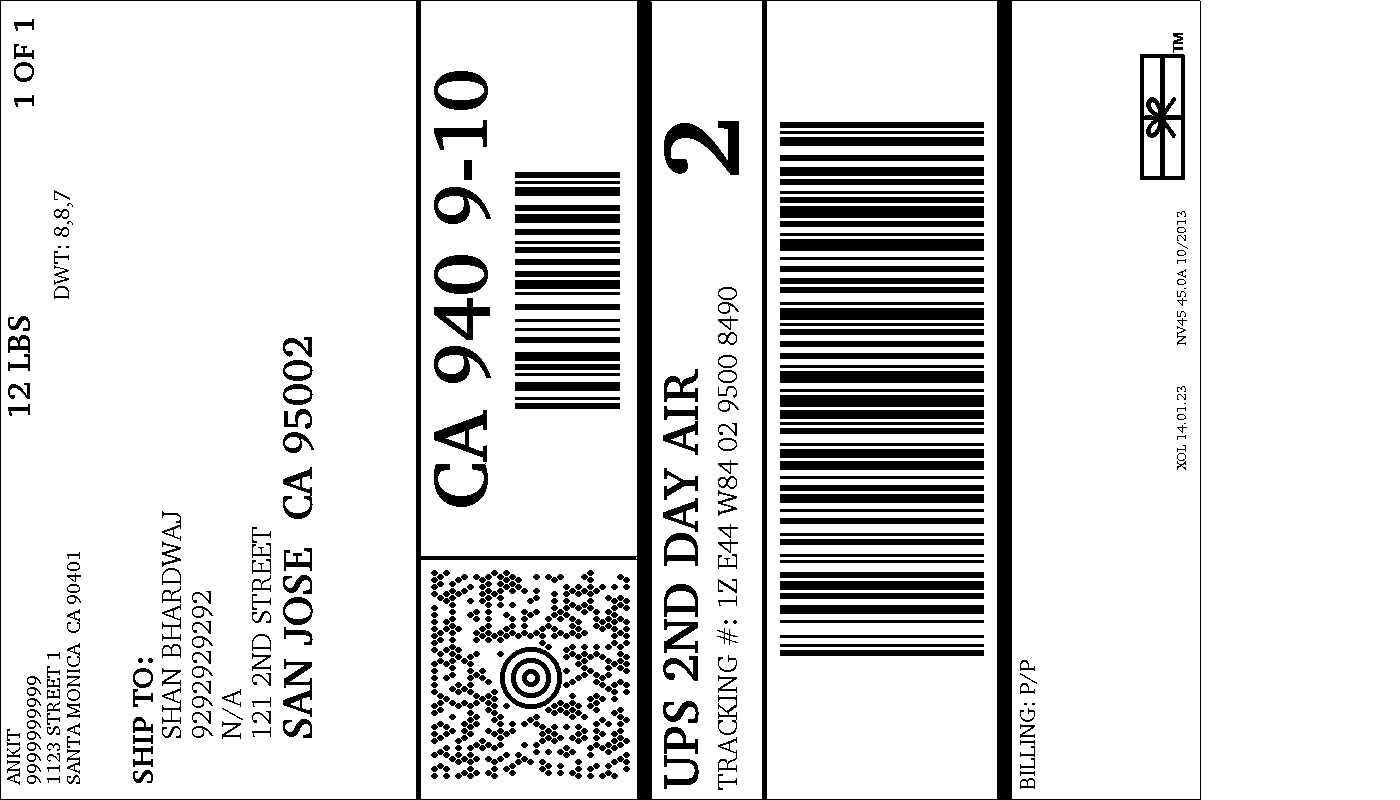 ANKIT
9999999999
1123 STREET 1
SANTA MONICA CA 90401
12 LBS
1 OF 1
DWT: 8,8,7
SHIP TO:
SHAN BHARDWAJ
9292929292
N/A
121 2ND STREET
SAN JOSE CA 95002
CA 940 9-10
UPS 2ND DAY AIR
TRACKING #: 1Z E44 W84 02 9500 8490
2
BILLING: P/P
XOL 14.01.23 NV45 45.0A 10/2013
TM